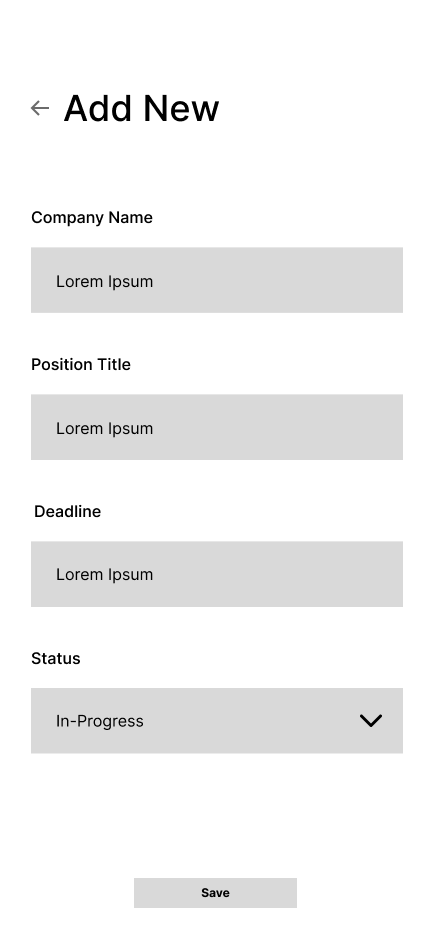 Add New
Company Name
Lorem Ipsum
Position Title
Lorem Ipsum
Deadline
Lorem Ipsum
Status
In-Progress
Save